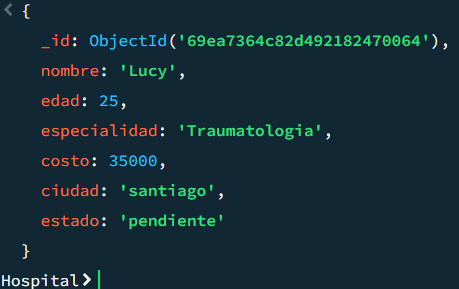 {
_id: ObjectId('69ea7364c82d492182470064'),
nombre: 'Lucy',
edad: 25,
especialidad: 'Traumatologia',
costo: 35000,
ciudad: 'santiago',
estado: 'pendiente'
}
Hospital>